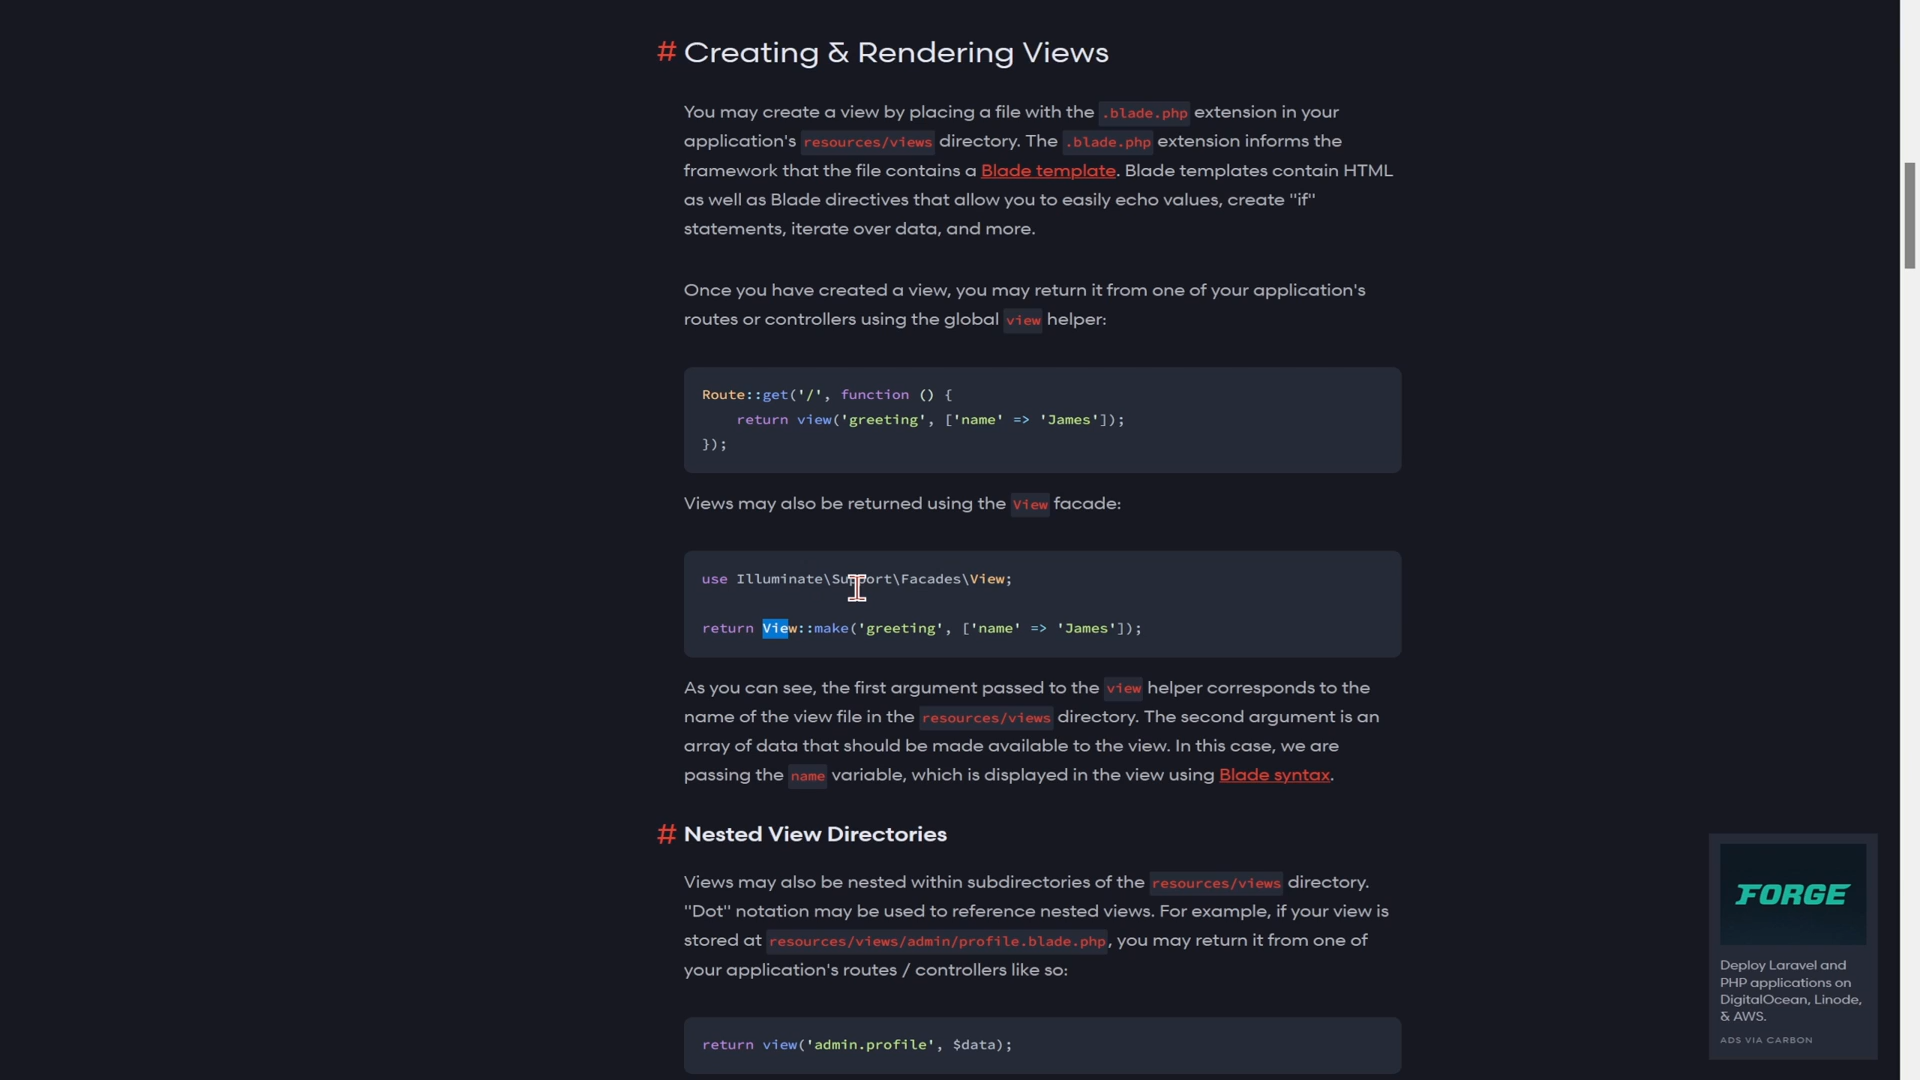 # Creating & Rendering Views
You may create a view by placing a file with the .blade.php extension in your
application's resources/views directory. The .blade.php extension informs the
framework that the file contains a Blade template. Blade templates contain HTML
as well as Blade directives that allow you to easily echo values, create "if"
statements, iterate over data, and more.
Once you have created a view, you may return it from one of your application's
routes or controllers using the global view helper:
Route::get('/', function () {
    return view('greeting', ['name' => 'James']);
});
Views may also be returned using the View facade:
use Illuminate\Support\Facades\View;
return View::make('greeting', ['name' => 'James']);
As you can see, the first argument passed to the view helper corresponds to the
name of the view file in the resources/views directory. The second argument is an
array of data that should be made available to the view. In this case, we are
passing the name variable, which is displayed in the view using Blade syntax.
# Nested View Directories
Views may also be nested within subdirectories of the resources/views directory.
"Dot" notation may be used to reference nested views. For example, if your view is
stored at resources/views/admin/profile.blade.php, you may return it from one of
your application's routes / controllers like so:
return view('admin.profile', $data);
FORGE
Deploy Laravel and
PHP applications on
DigitalOcean, Linode,
& AWS.
ADS VIA CARBON